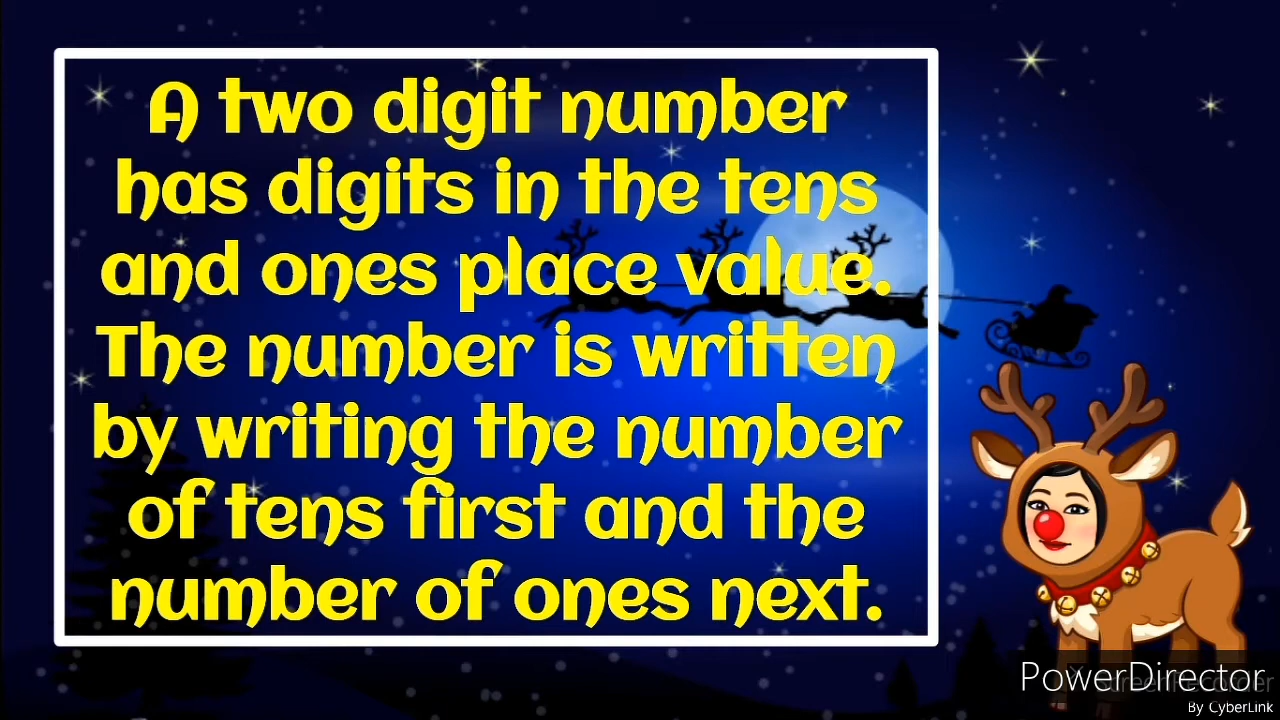 A two digit number
has digits in the tens
and ones place value.
The number is written
by writing the number
of tens first and the
number of ones next.
PowerDirector
By CyberLink